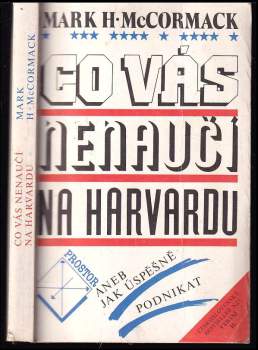 MARK H·McCORMACK
CO VÁS
NENAUČÍ
NA HARVARDU
PROSTOR
ANEB
JAK ÚSPĚŠNĚ
PODNIKAT
MARK
H·McCORMACK
CO VÁS NENAUČÍ
NA HARVARDU